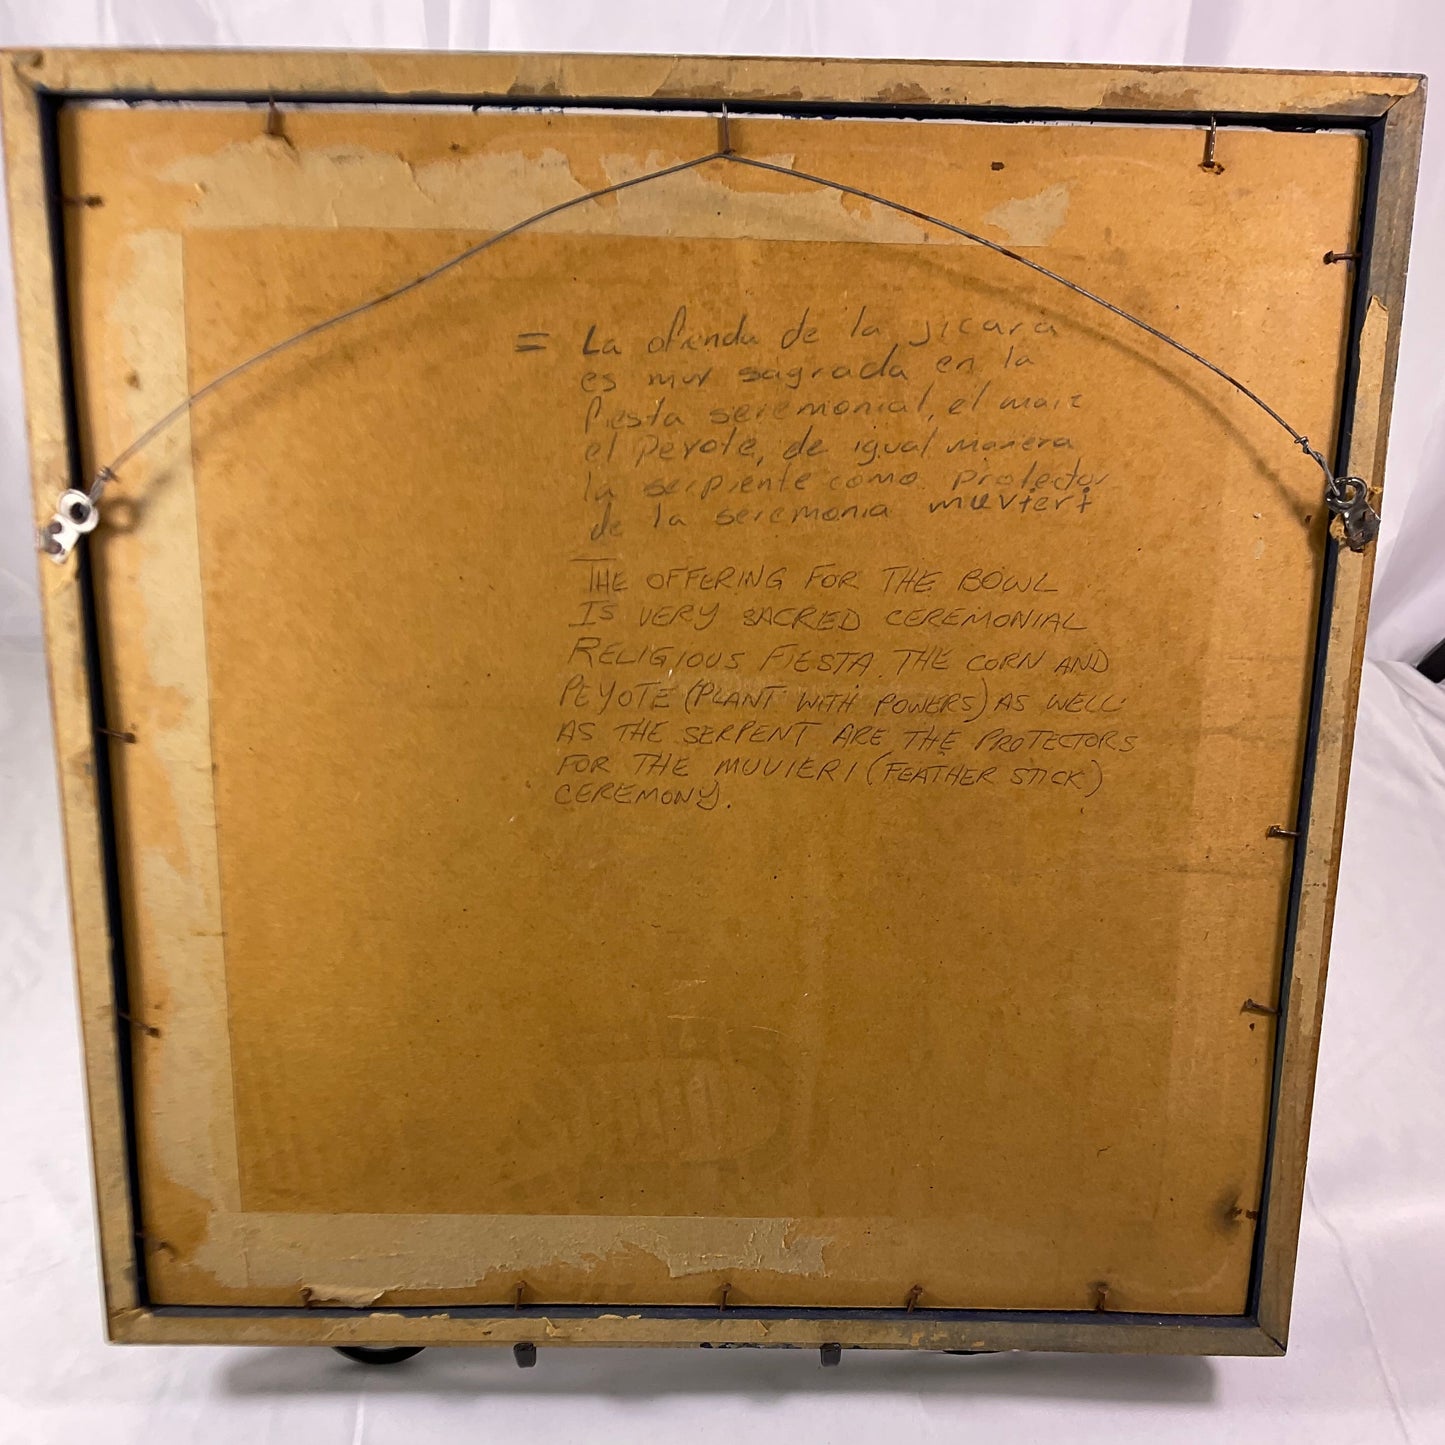 = La ofrenda de la jicara
es muy sagrada en la
fiesta seremonial, el maiz
el Peyote, de igual manera
la serpiente como protector
de la seremonia muvieri
THE OFFERING FOR THE BOWL
IS VERY SACRED CEREMONIAL
RELIGIOUS FIESTA. THE CORN AND
PEYOTE (PLANT WITH POWERS) AS WELL
AS THE SERPENT ARE THE PROTECTORS
FOR THE MUVIERI (FEATHER STICK)
CEREMONY.